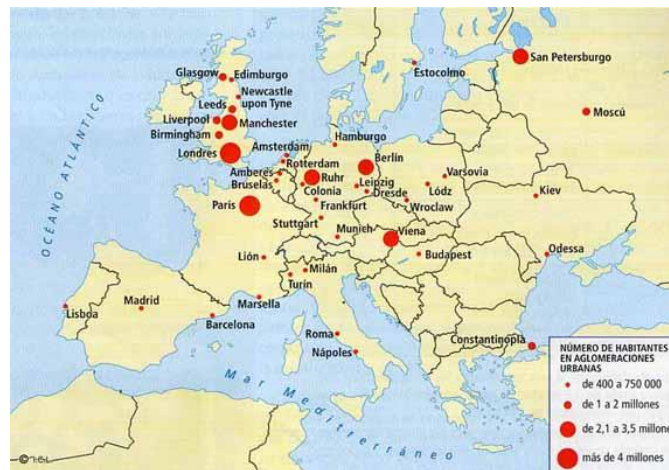 San Petersburgo
Estocolmo
Glasgow
Edimburgo
Newcastle
upon Tyne
Leeds
Liverpool
Manchester
Birmingham
Londres
Moscú
Hamburgo
Amsterdam
Rotterdam
Amberes
Bruselas
Berlín
Ruhr
Colonia
Leipzig
Dresde
Varsovia
Lódz
Wroclaw
Kiev
Frankfurt
París
Stuttgart
Munich
Viena
Budapest
Odessa
Lión
Milán
Turín
Marsella
Madrid
Lisboa
Barcelona
Roma
Nápoles
Constantinopla
OCÉANO ATLÁNTICO
Mar Mediterráneo
NÚMERO DE HABITANTES
EN AGLOMERACIONES
URBANAS
de 400 a 750 000
de 1 a 2 millones
de 2,1 a 3,5 millone
más de 4 millones